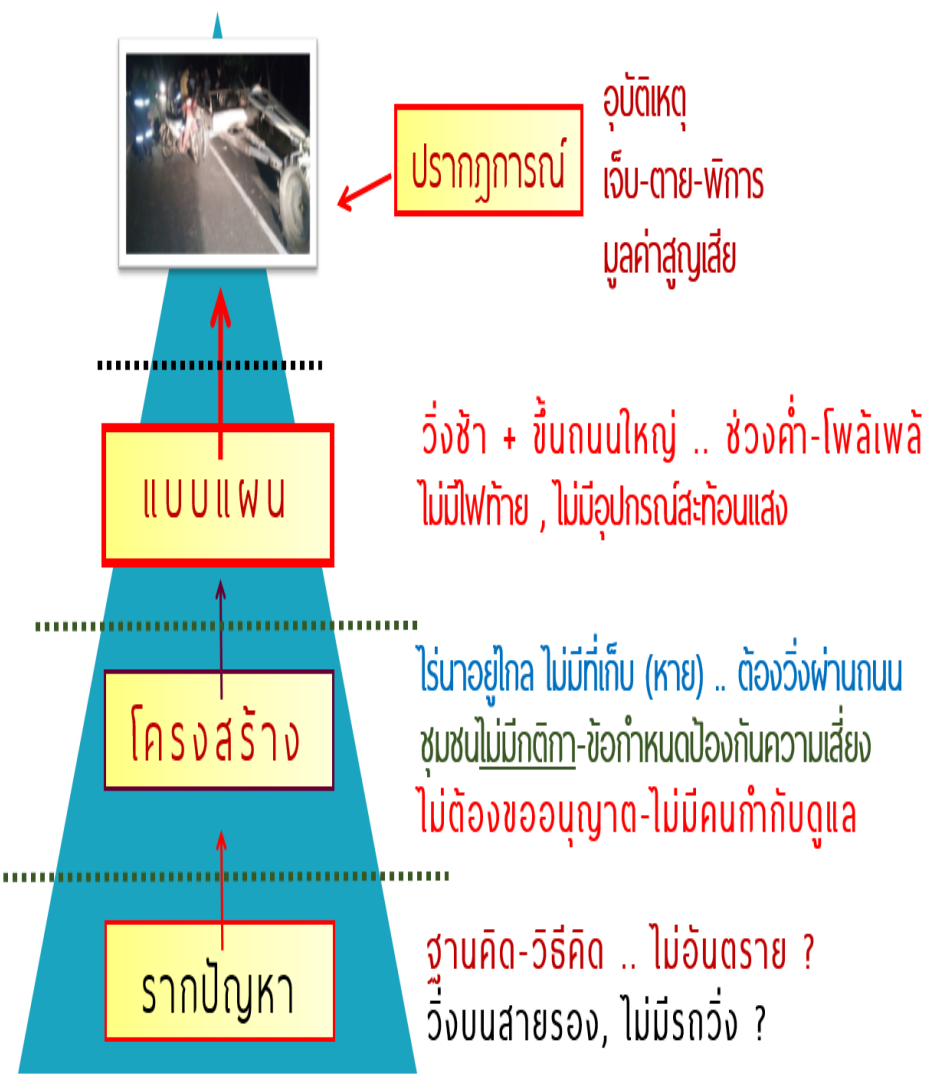 ปรากฏการณ์
อุบัติเหตุ
เจ็บ-ตาย-พิการ
มูลค่าสูญเสีย
แบบแผน
วิ่งช้า + ขึ้นถนนใหญ่ .. ช่วงค่ำ-โพล้เพล้
ไม่มีไฟท้าย , ไม่มีอุปกรณ์สะท้อนแสง
โครงสร้าง
ไร่นาอยู่ไกล ไม่มีที่เก็บ (หาย) .. ต้องวิ่งผ่านถนน
ชุมชนไม่มีกติกา-ข้อกำหนดป้องกันความเสี่ยง
ไม่ต้องขออนุญาต-ไม่มีคนกำกับดูแล
รากปัญหา
ฐานคิด-วิธีคิด .. ไม่อันตราย ?
วิ่งบนสายรอง, ไม่มีรถวิ่ง ?